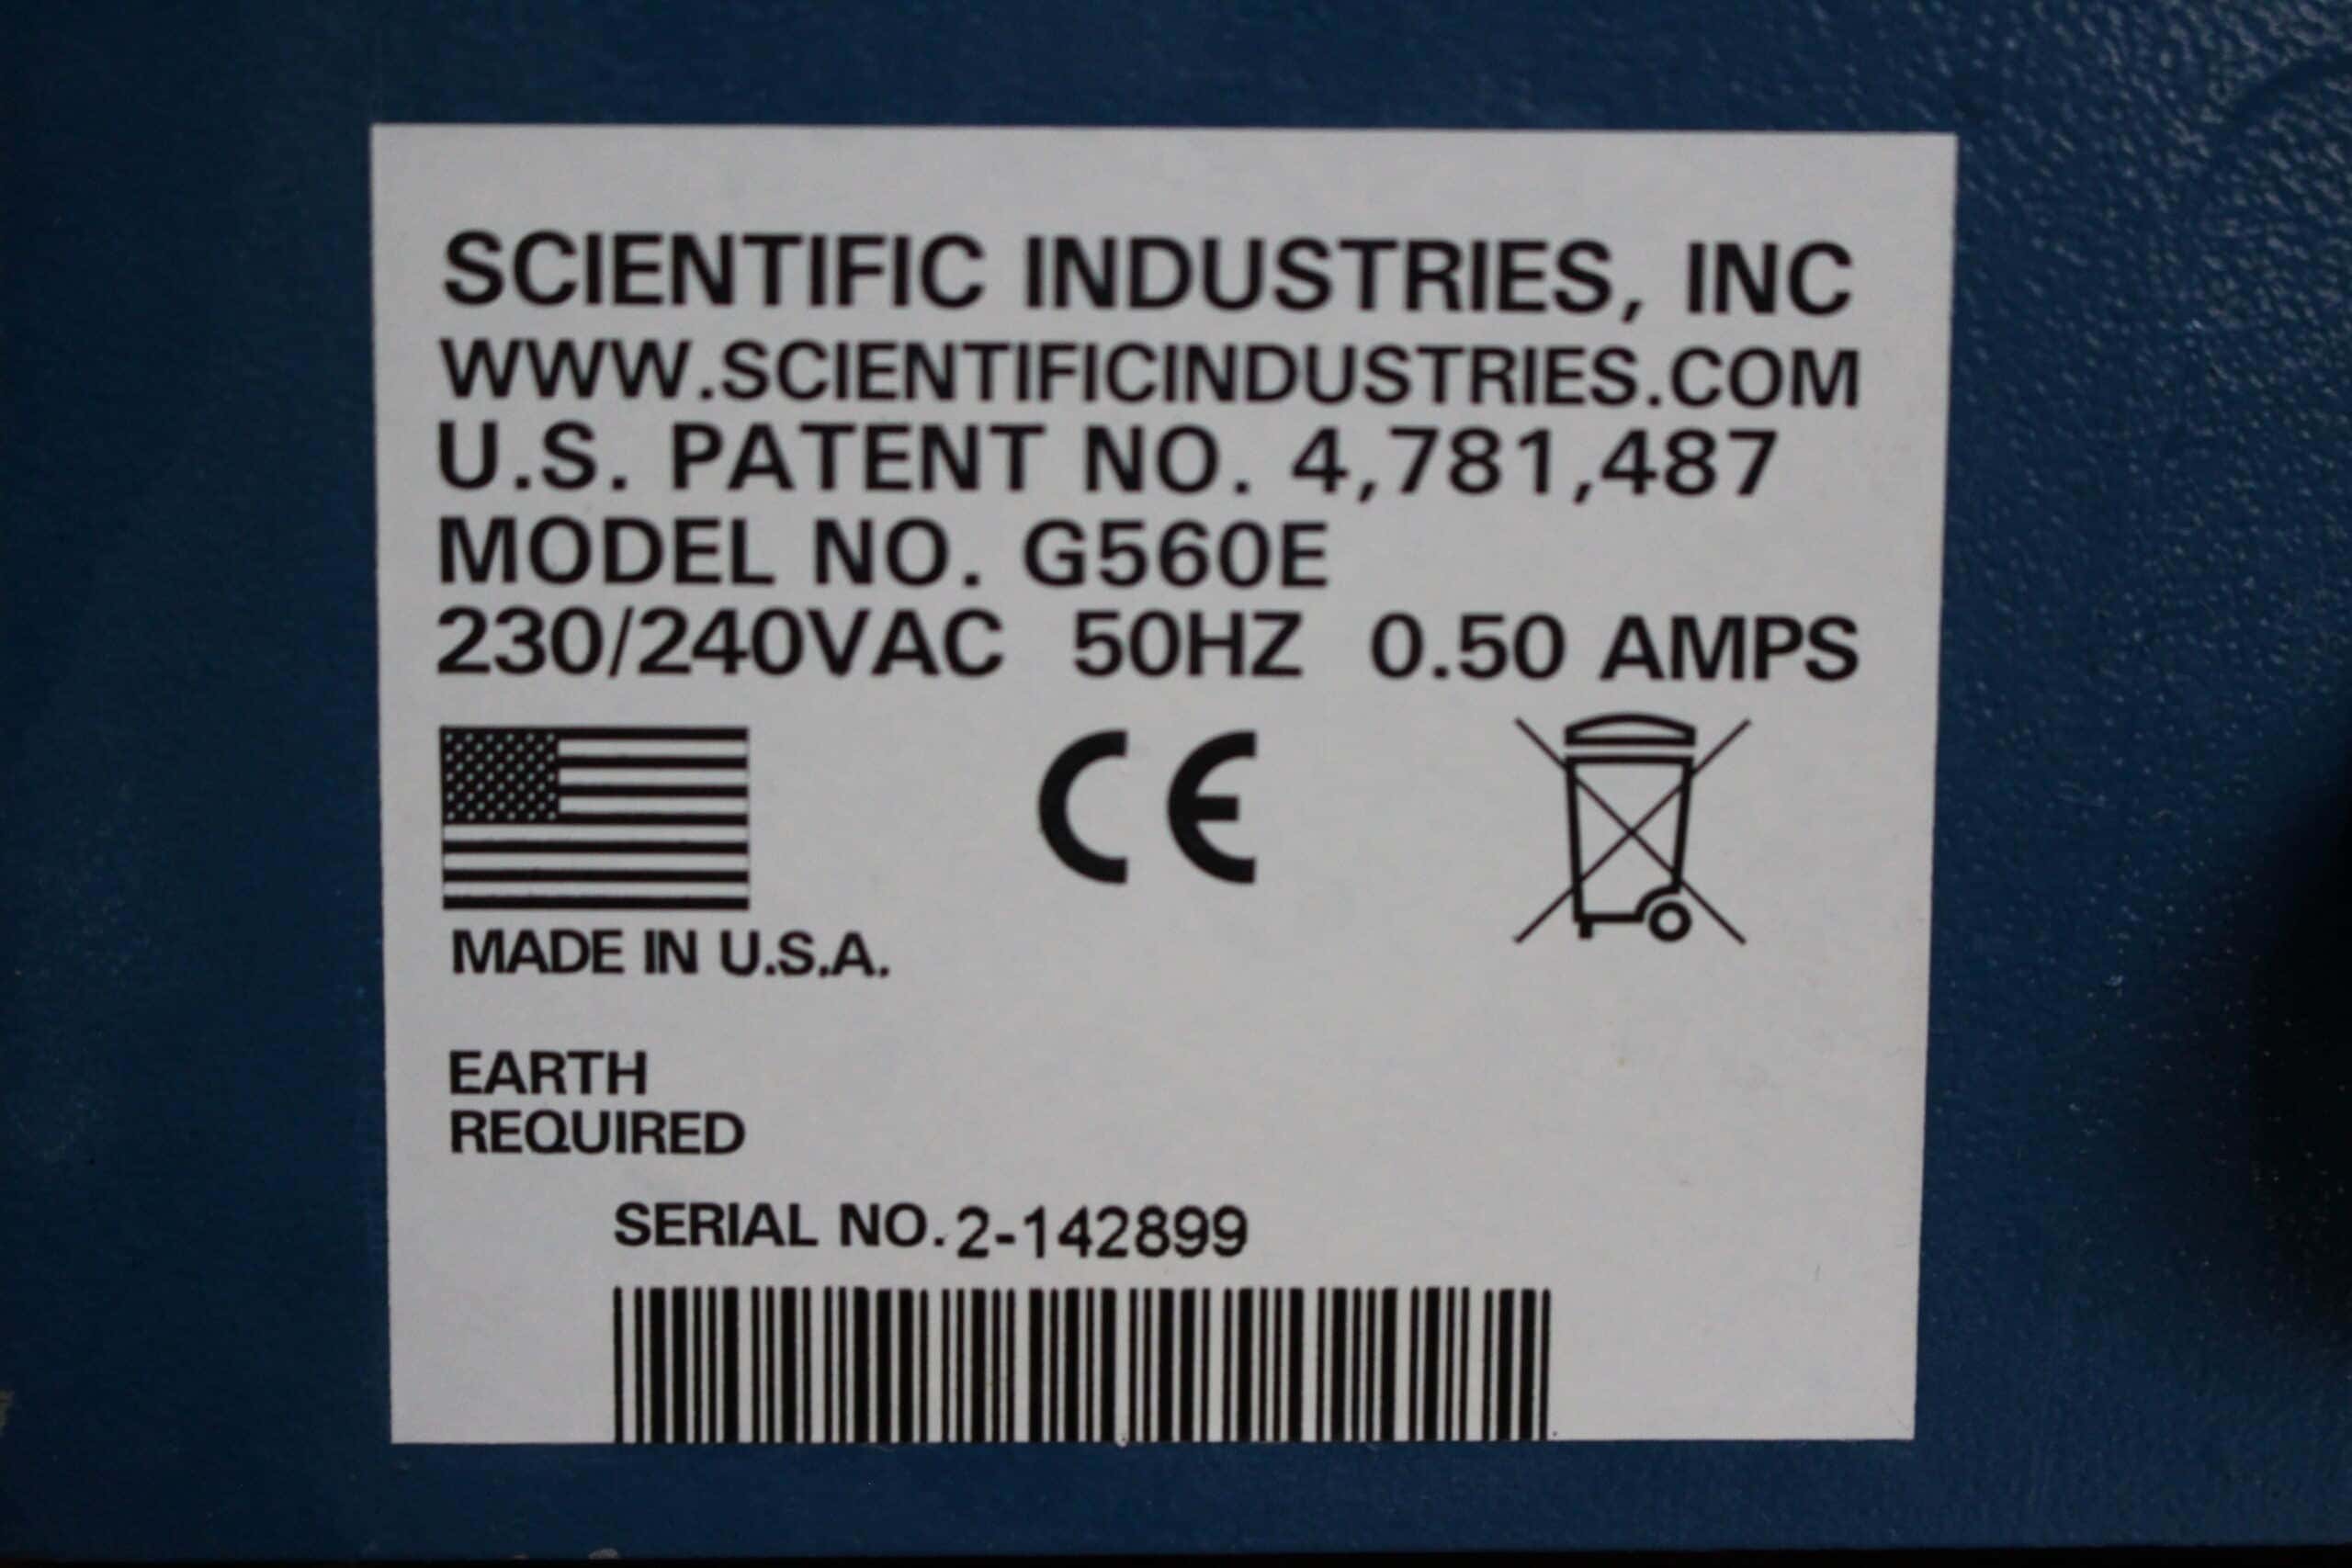 SCIENTIFIC INDUSTRIES, INC
WWW.SCIENTIFICINDUSTRIES.COM
U.S. PATENT NO. 4,781,487
MODEL NO. G560E
230/240VAC 50HZ 0.50 AMPS
CE
MADE IN U.S.A.
EARTH
REQUIRED
SERIAL NO. 2-142899